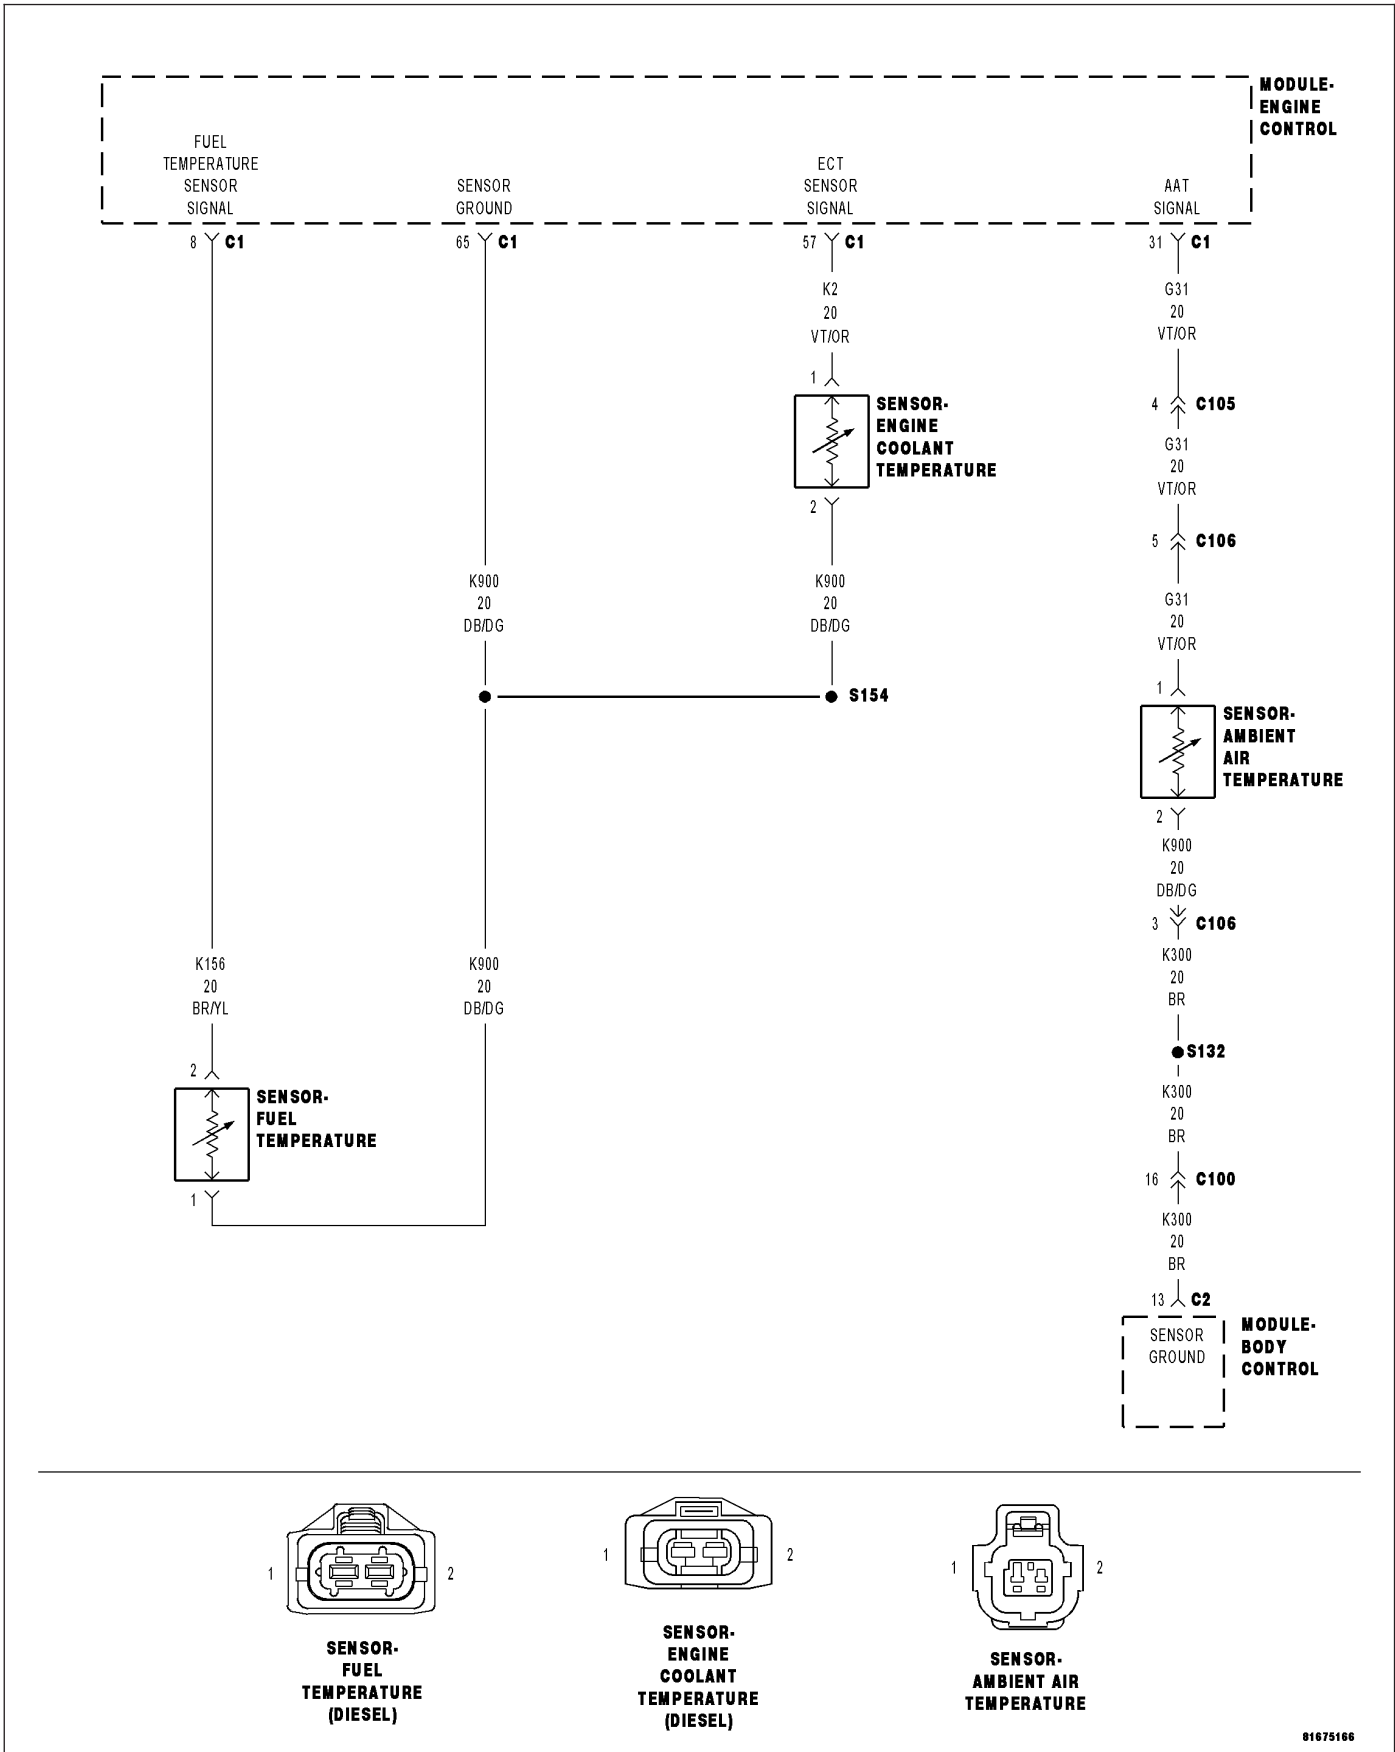 MODULE-
ENGINE
CONTROL
FUEL
TEMPERATURE
SENSOR
SIGNAL
SENSOR
GROUND
ECT
SENSOR
SIGNAL
AAT
SIGNAL
8 C1
65 C1
57 C1
31 C1
K2
20
VT/OR
G31
20
VT/OR
1
SENSOR-
ENGINE
COOLANT
TEMPERATURE
2
4 C105
G31
20
VT/OR
5 C106
K900
20
DB/DG
K900
20
DB/DG
G31
20
VT/OR
S154
1
SENSOR-
AMBIENT
AIR
TEMPERATURE
2
K900
20
DB/DG
3 C106
K300
20
BR
K156
20
BR/YL
K900
20
DB/DG
S132
2
SENSOR-
FUEL
TEMPERATURE
1
K300
20
BR
16 C100
K300
20
BR
13 C2
SENSOR
GROUND
MODULE-
BODY
CONTROL
1 2
SENSOR-
FUEL
TEMPERATURE
(DIESEL)
1 2
SENSOR-
ENGINE
COOLANT
TEMPERATURE
(DIESEL)
1 2
SENSOR-
AMBIENT AIR
TEMPERATURE
81675166